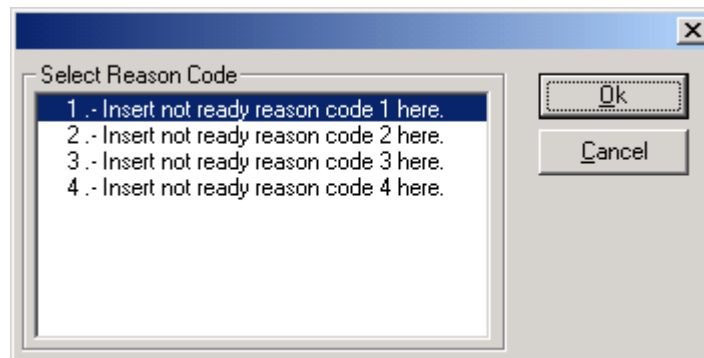 Select Reason Code
1 .- Insert not ready reason code 1 here.
2 .- Insert not ready reason code 2 here.
3 .- Insert not ready reason code 3 here.
4 .- Insert not ready reason code 4 here.
Ok
Cancel